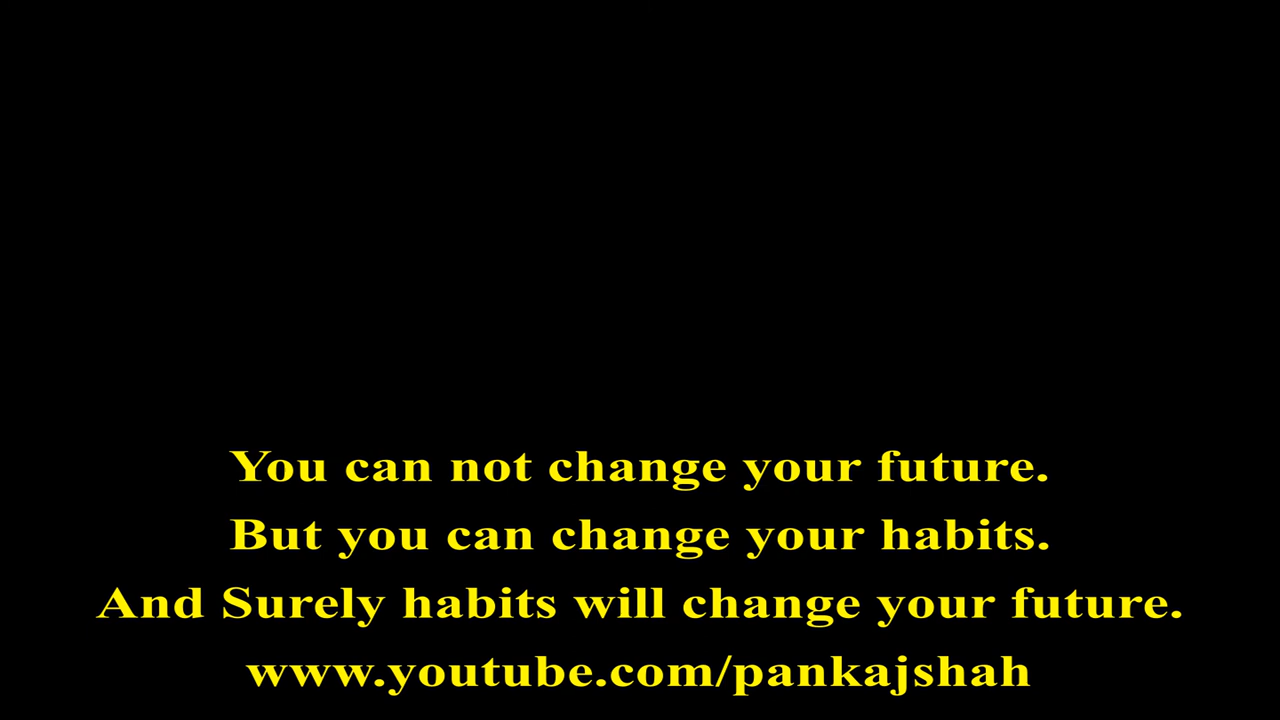 You can not change your future.
But you can change your habits.
And Surely habits will change your future.
www.youtube.com/pankajshah